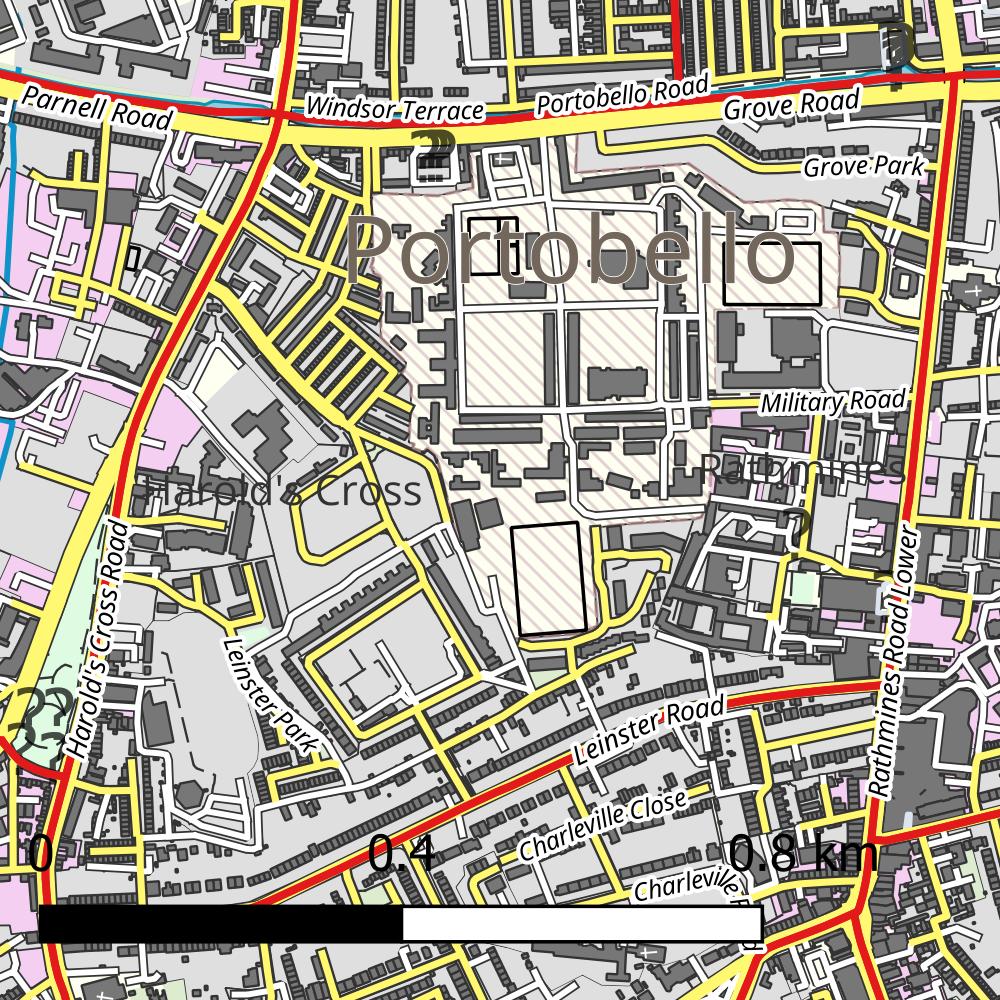 Parnell Road
Windsor Terrace
Portobello Road
Grove Road
Grove Park
Portobello
Military Road
Rathmines
Harold's Cross
Harold's Cross Road
Rathmines Road Lower
Leinster Park
Leinster Road
Charleville Close
Charleville
0 0.4 0.8 km